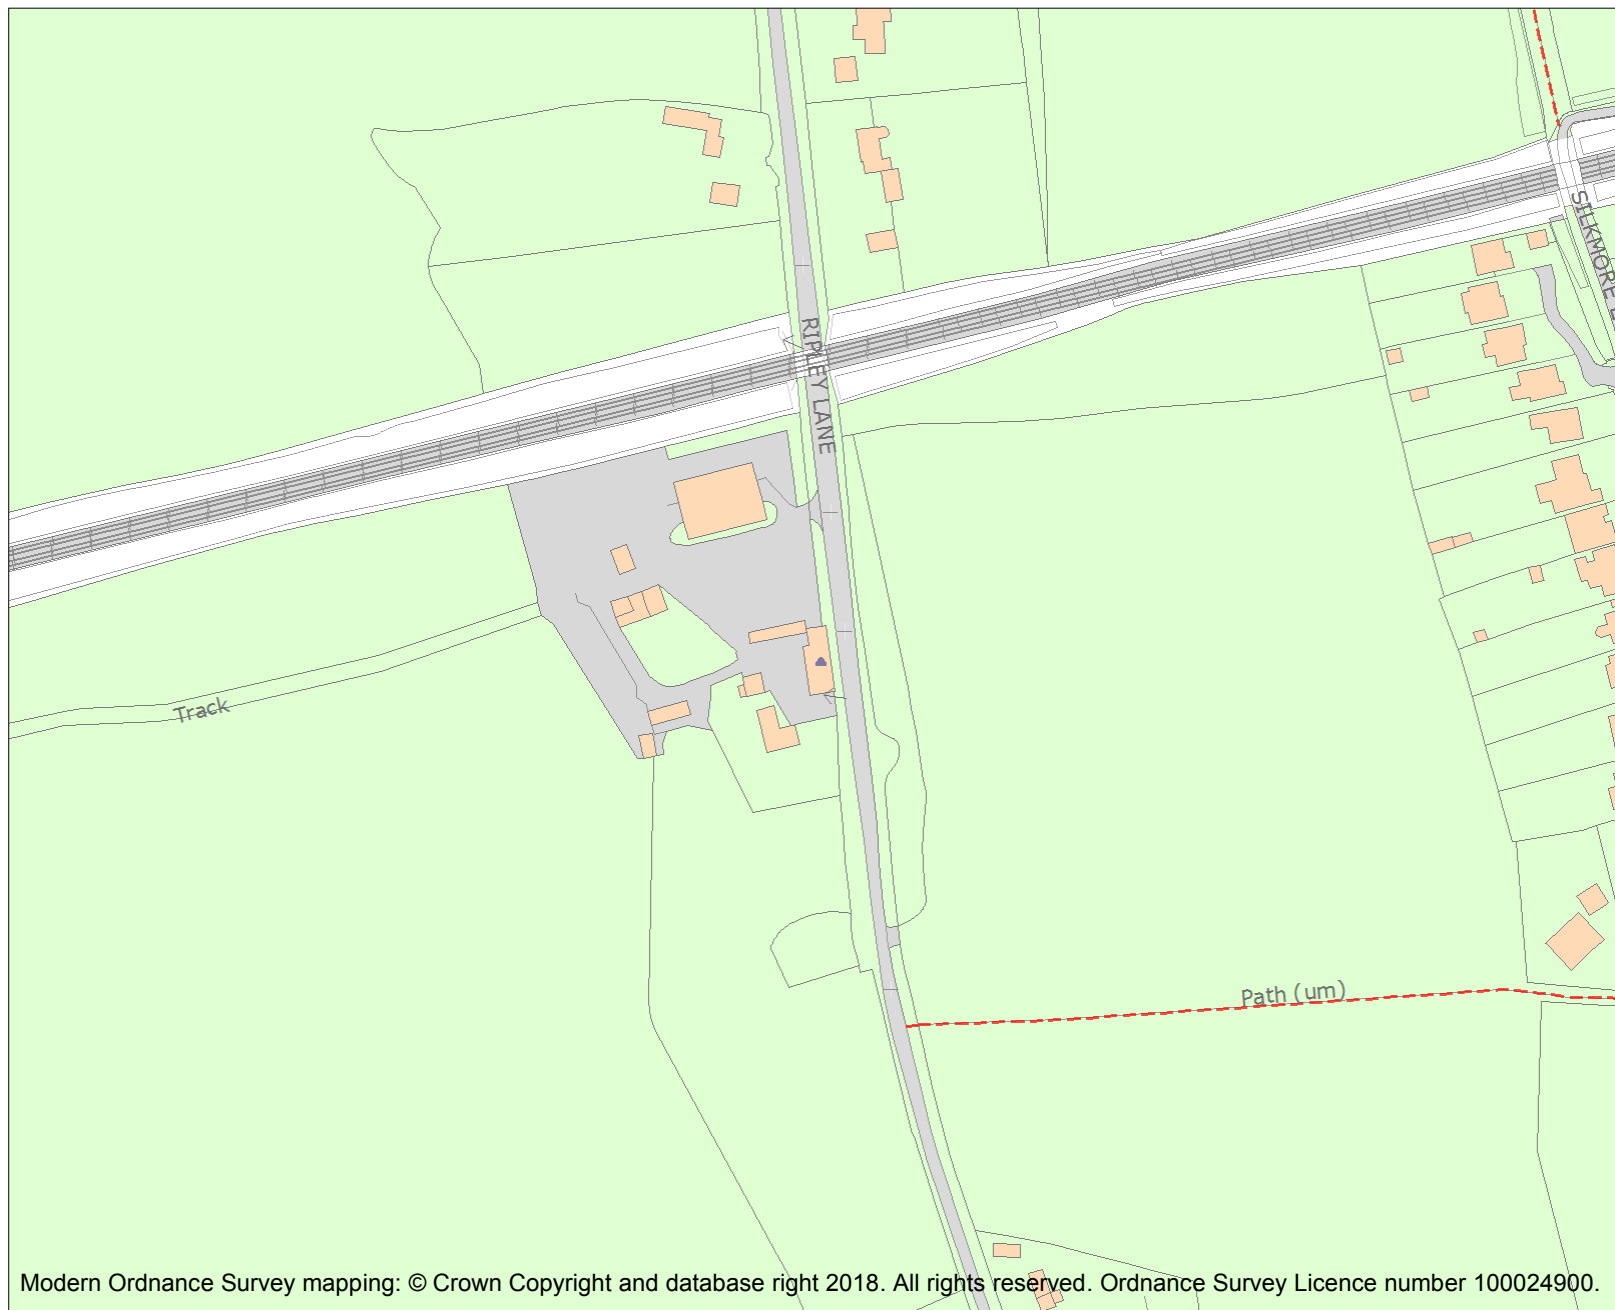 SILKMORE L
RIPLEY LANE
Track
Path (um)
Modern Ordnance Survey mapping: © Crown Copyright and database right 2018. All rights reserved. Ordnance Survey Licence number 100024900.